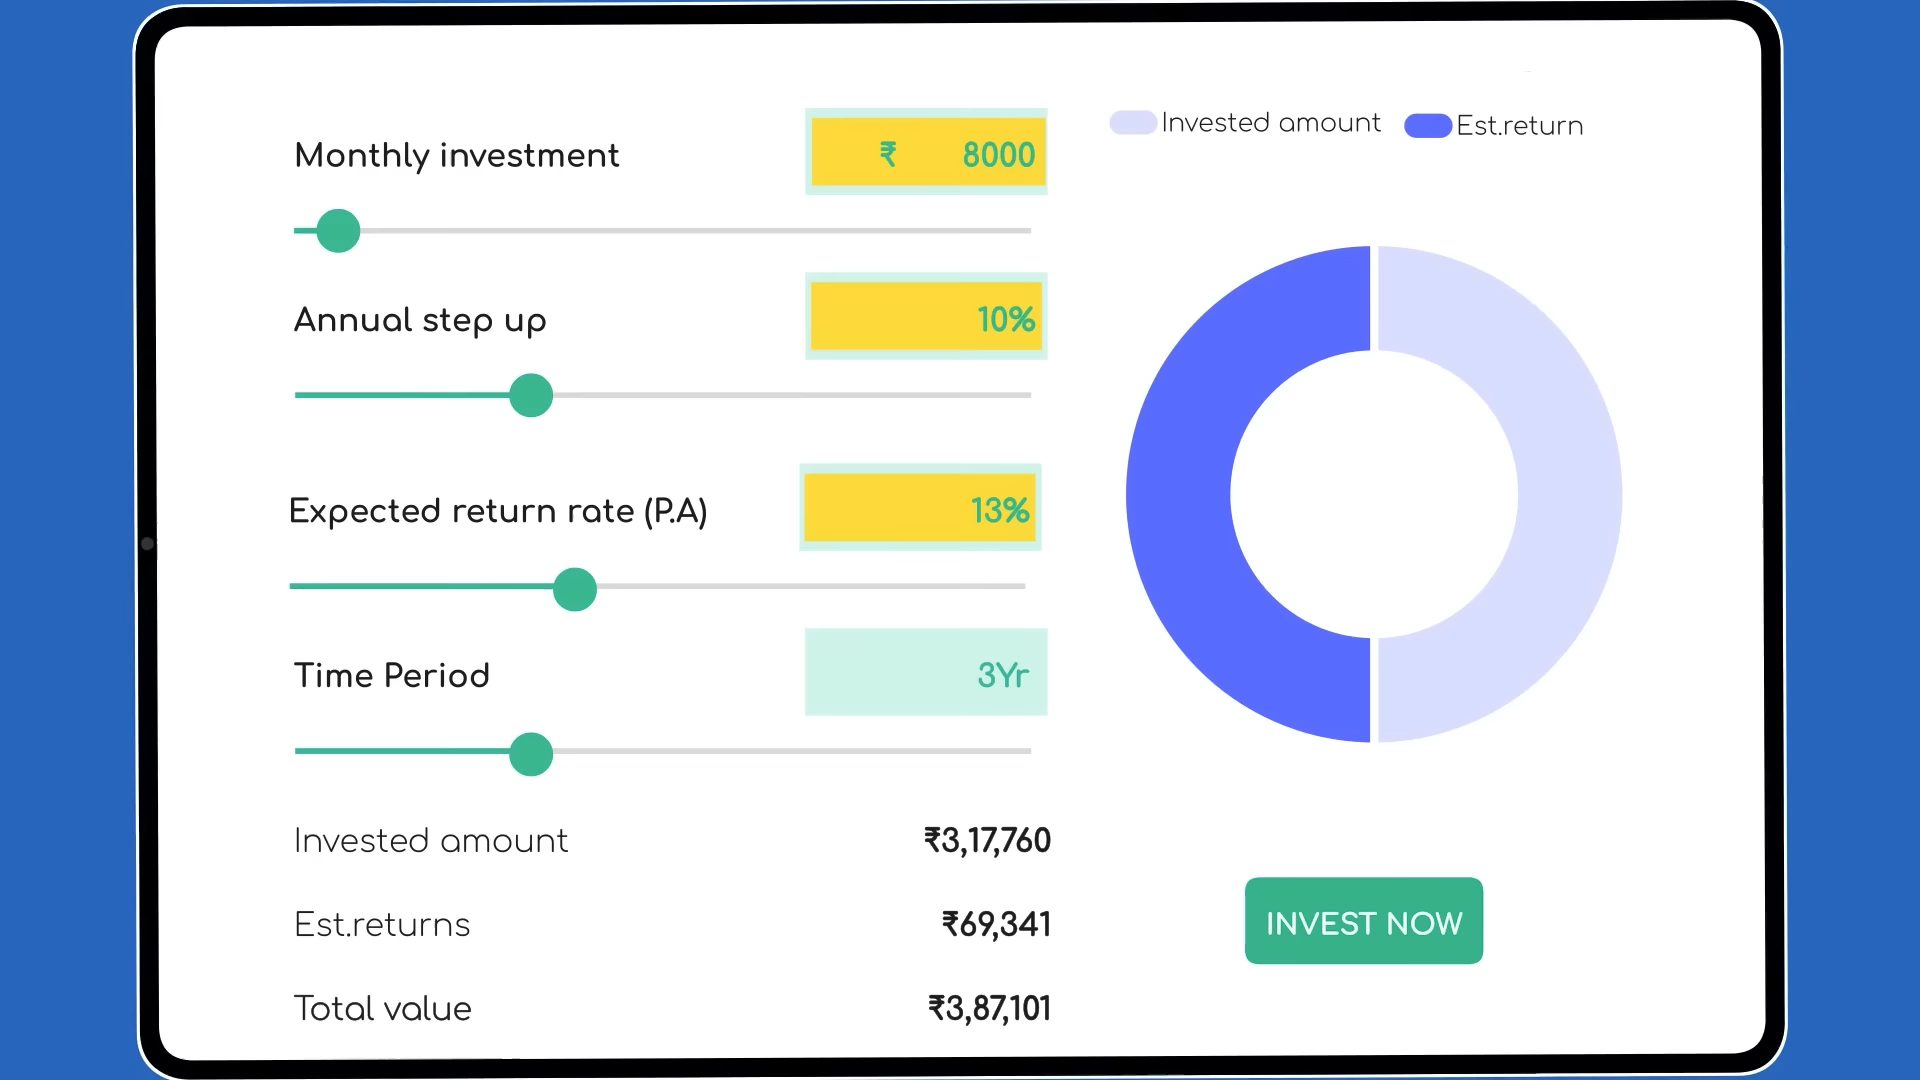 Monthly investment
₹ 8000
Annual step up
10%
Expected return rate (P.A)
13%
Time Period
3Yr
Invested amount
₹3,17,760
Est.returns
₹69,341
Total value
₹3,87,101
Invested amount
Est.return
INVEST NOW